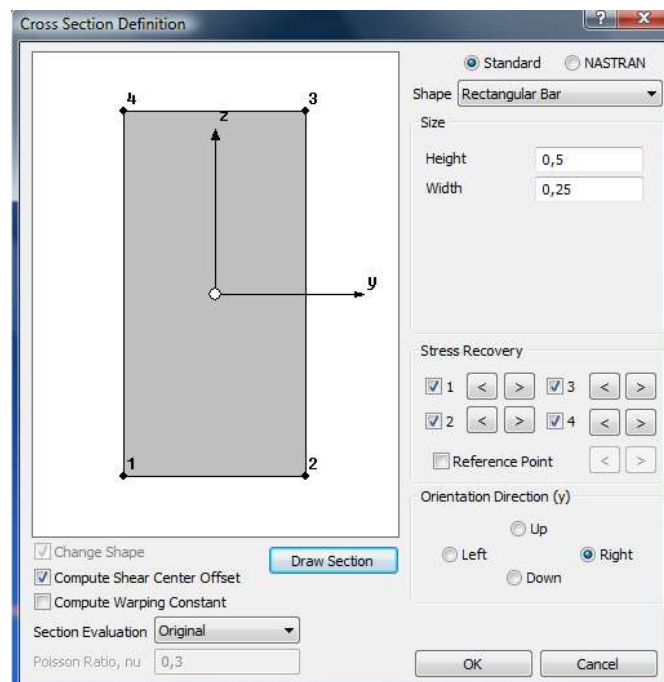 Cross Section Definition
?
X
Standard NASTRAN
Shape Rectangular Bar
Size
Height 0,5
Width 0,25
4 3
z
y
1 2
Stress Recovery
1 < > 3 < >
2 < > 4 < >
Reference Point < >
Orientation Direction (y)
Up
Left Right
Down
Change Shape
Draw Section
Compute Shear Center Offset
Compute Warping Constant
Section Evaluation Original
Poisson Ratio, nu 0,3
OK Cancel